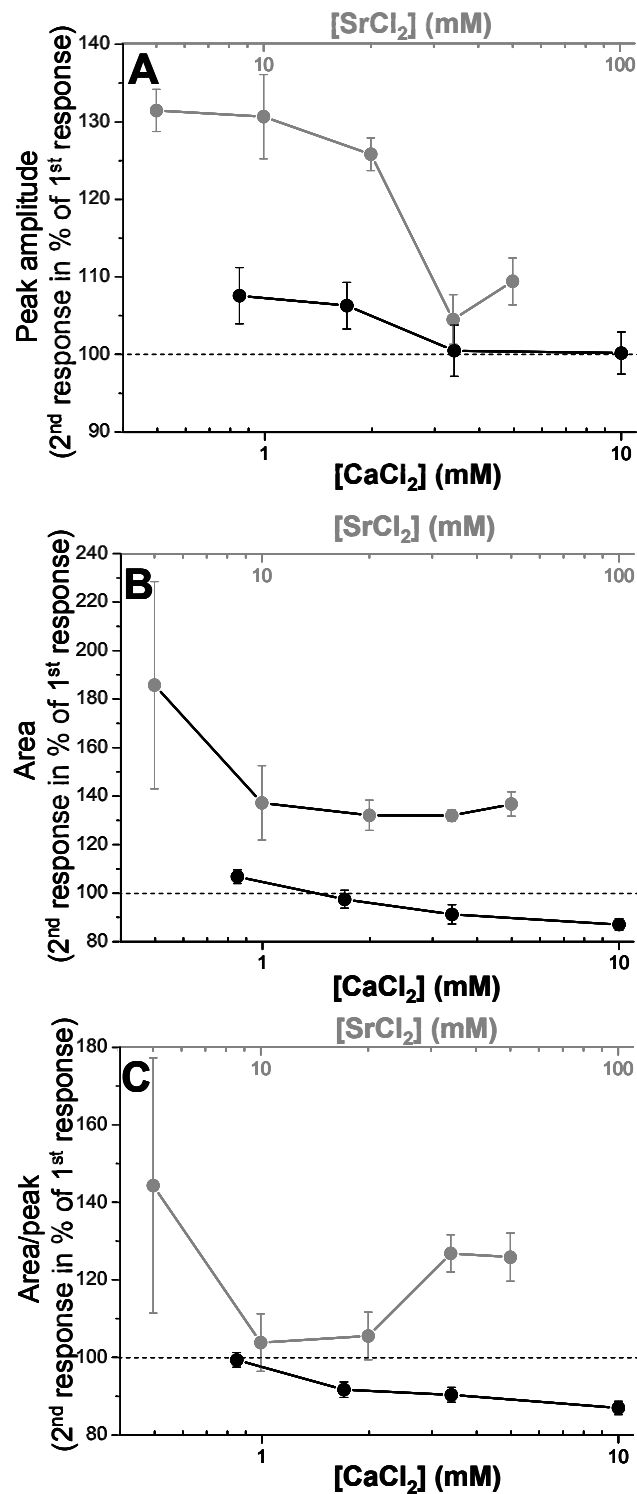 [SrCl₂] (mM)
10 100
A
140
130
120
110
100
90
Peak amplitude
(2ⁿᵈ response in % of 1ˢᵗ response)
1 10
[CaCl₂] (mM)
[SrCl₂] (mM)
10 100
B
240
220
200
180
160
140
120
100
80
Area
(2ⁿᵈ response in % of 1ˢᵗ response)
1 10
[CaCl₂] (mM)
[SrCl₂] (mM)
10 100
C
180
160
140
130
120
100
80
Area/peak
(2ⁿᵈ response in % of 1ˢᵗ response)
1 10
[CaCl₂] (mM)